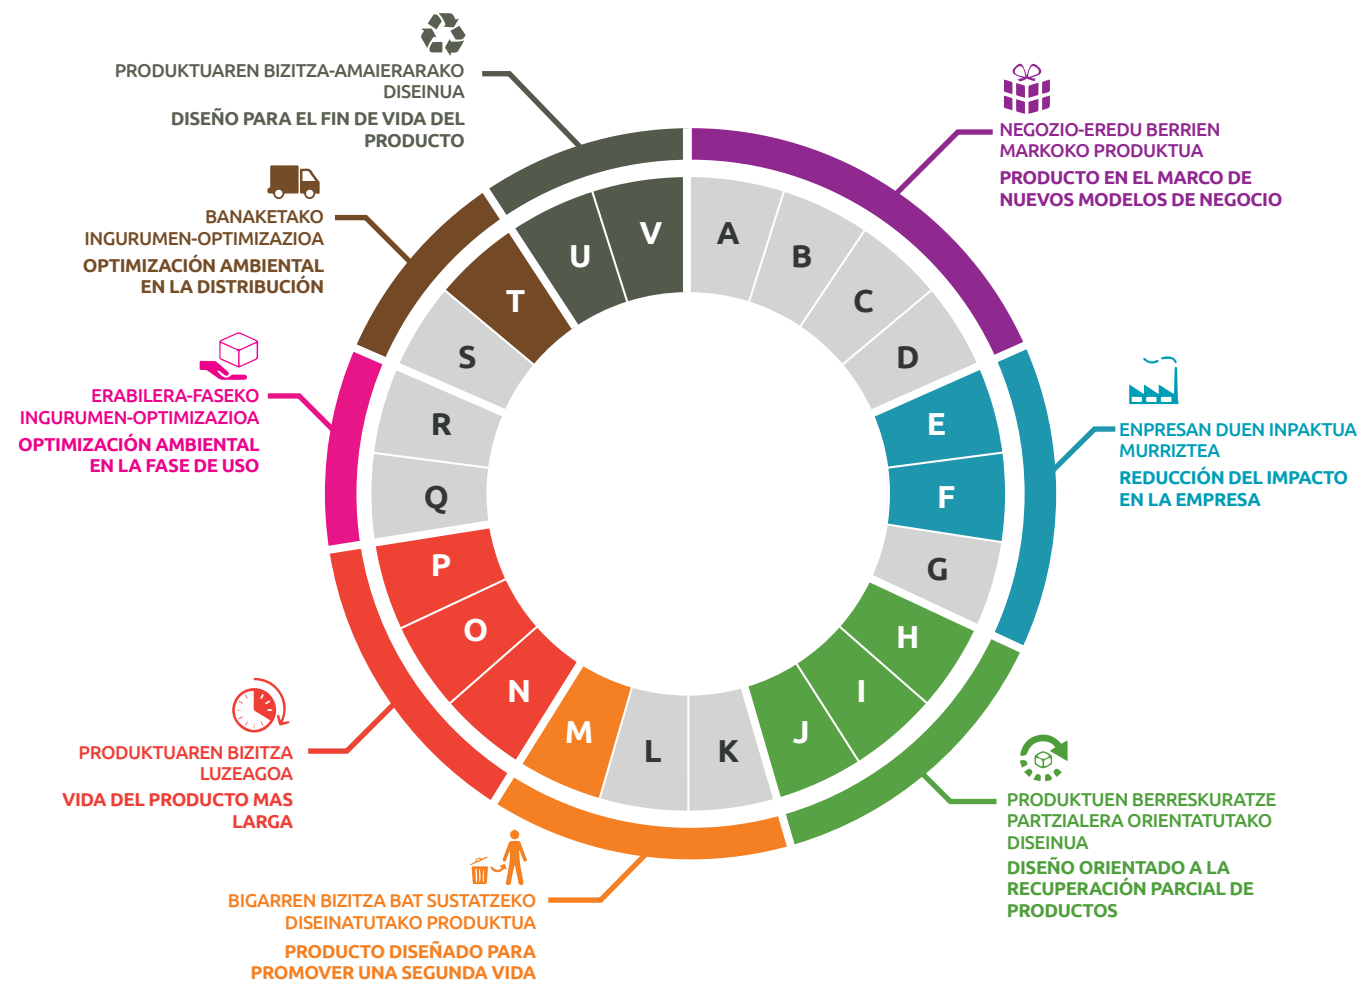 PRODUKTUAREN BIZITZA-AMAIERARAKO
DISEINUA
DISEÑO PARA EL FIN DE VIDA DEL
PRODUCTO
NEGOZIO-EREDU BERRIEN
MARKOKO PRODUKTUA
PRODUCTO EN EL MARCO DE
NUEVOS MODELOS DE NEGOCIO
BANAKETAKO
INGURUMEN-OPTIMIZAZIOA
OPTIMIZACIÓN AMBIENTAL
EN LA DISTRIBUCIÓN
ERABILERA-FASEKO
INGURUMEN-OPTIMIZAZIOA
OPTIMIZACIÓN AMBIENTAL
EN LA FASE DE USO
ENPRESAN DUEN INPAKTUA
MURRIZTEA
REDUCCIÓN DEL IMPACTO
EN LA EMPRESA
A
B
C
D
E
F
G
H
I
J
K
L
M
N
O
P
Q
R
S
T
U
V
PRODUKTUAREN BIZITZA
LUZEAGOA
VIDA DEL PRODUCTO MAS
LARGA
PRODUKTUEN BERRESKURATZE
PARTZIALERA ORIENTATUTAKO
DISEINUA
DISEÑO ORIENTADO A LA
RECUPERACIÓN PARCIAL DE
PRODUCTOS
BIGARREN BIZITZA BAT SUSTATZEKO
DISEINATUTAKO PRODUKTUA
PRODUCTO DISEÑADO PARA
PROMOVER UNA SEGUNDA VIDA